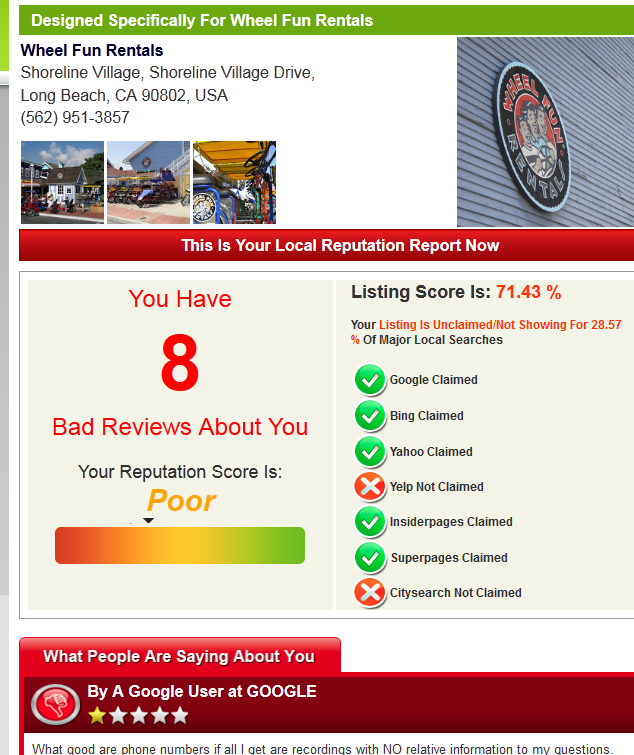 Designed Specifically For Wheel Fun Rentals
Wheel Fun Rentals
Shoreline Village, Shoreline Village Drive,
Long Beach, CA 90802, USA
(562) 951-3857
WHEEL FUN
RENTALS
This Is Your Local Reputation Report Now
You Have
8
Bad Reviews About You
Your Reputation Score Is:
Poor
Listing Score Is: 71.43 %
Your Listing Is Unclaimed/Not Showing For 28.57
% Of Major Local Searches
Google Claimed
Bing Claimed
Yahoo Claimed
Yelp Not Claimed
Insiderpages Claimed
Superpages Claimed
Citysearch Not Claimed
What People Are Saying About You
By A Google User at GOOGLE
What good are phone numbers if all I get are recordings with NO relative information to my questions.